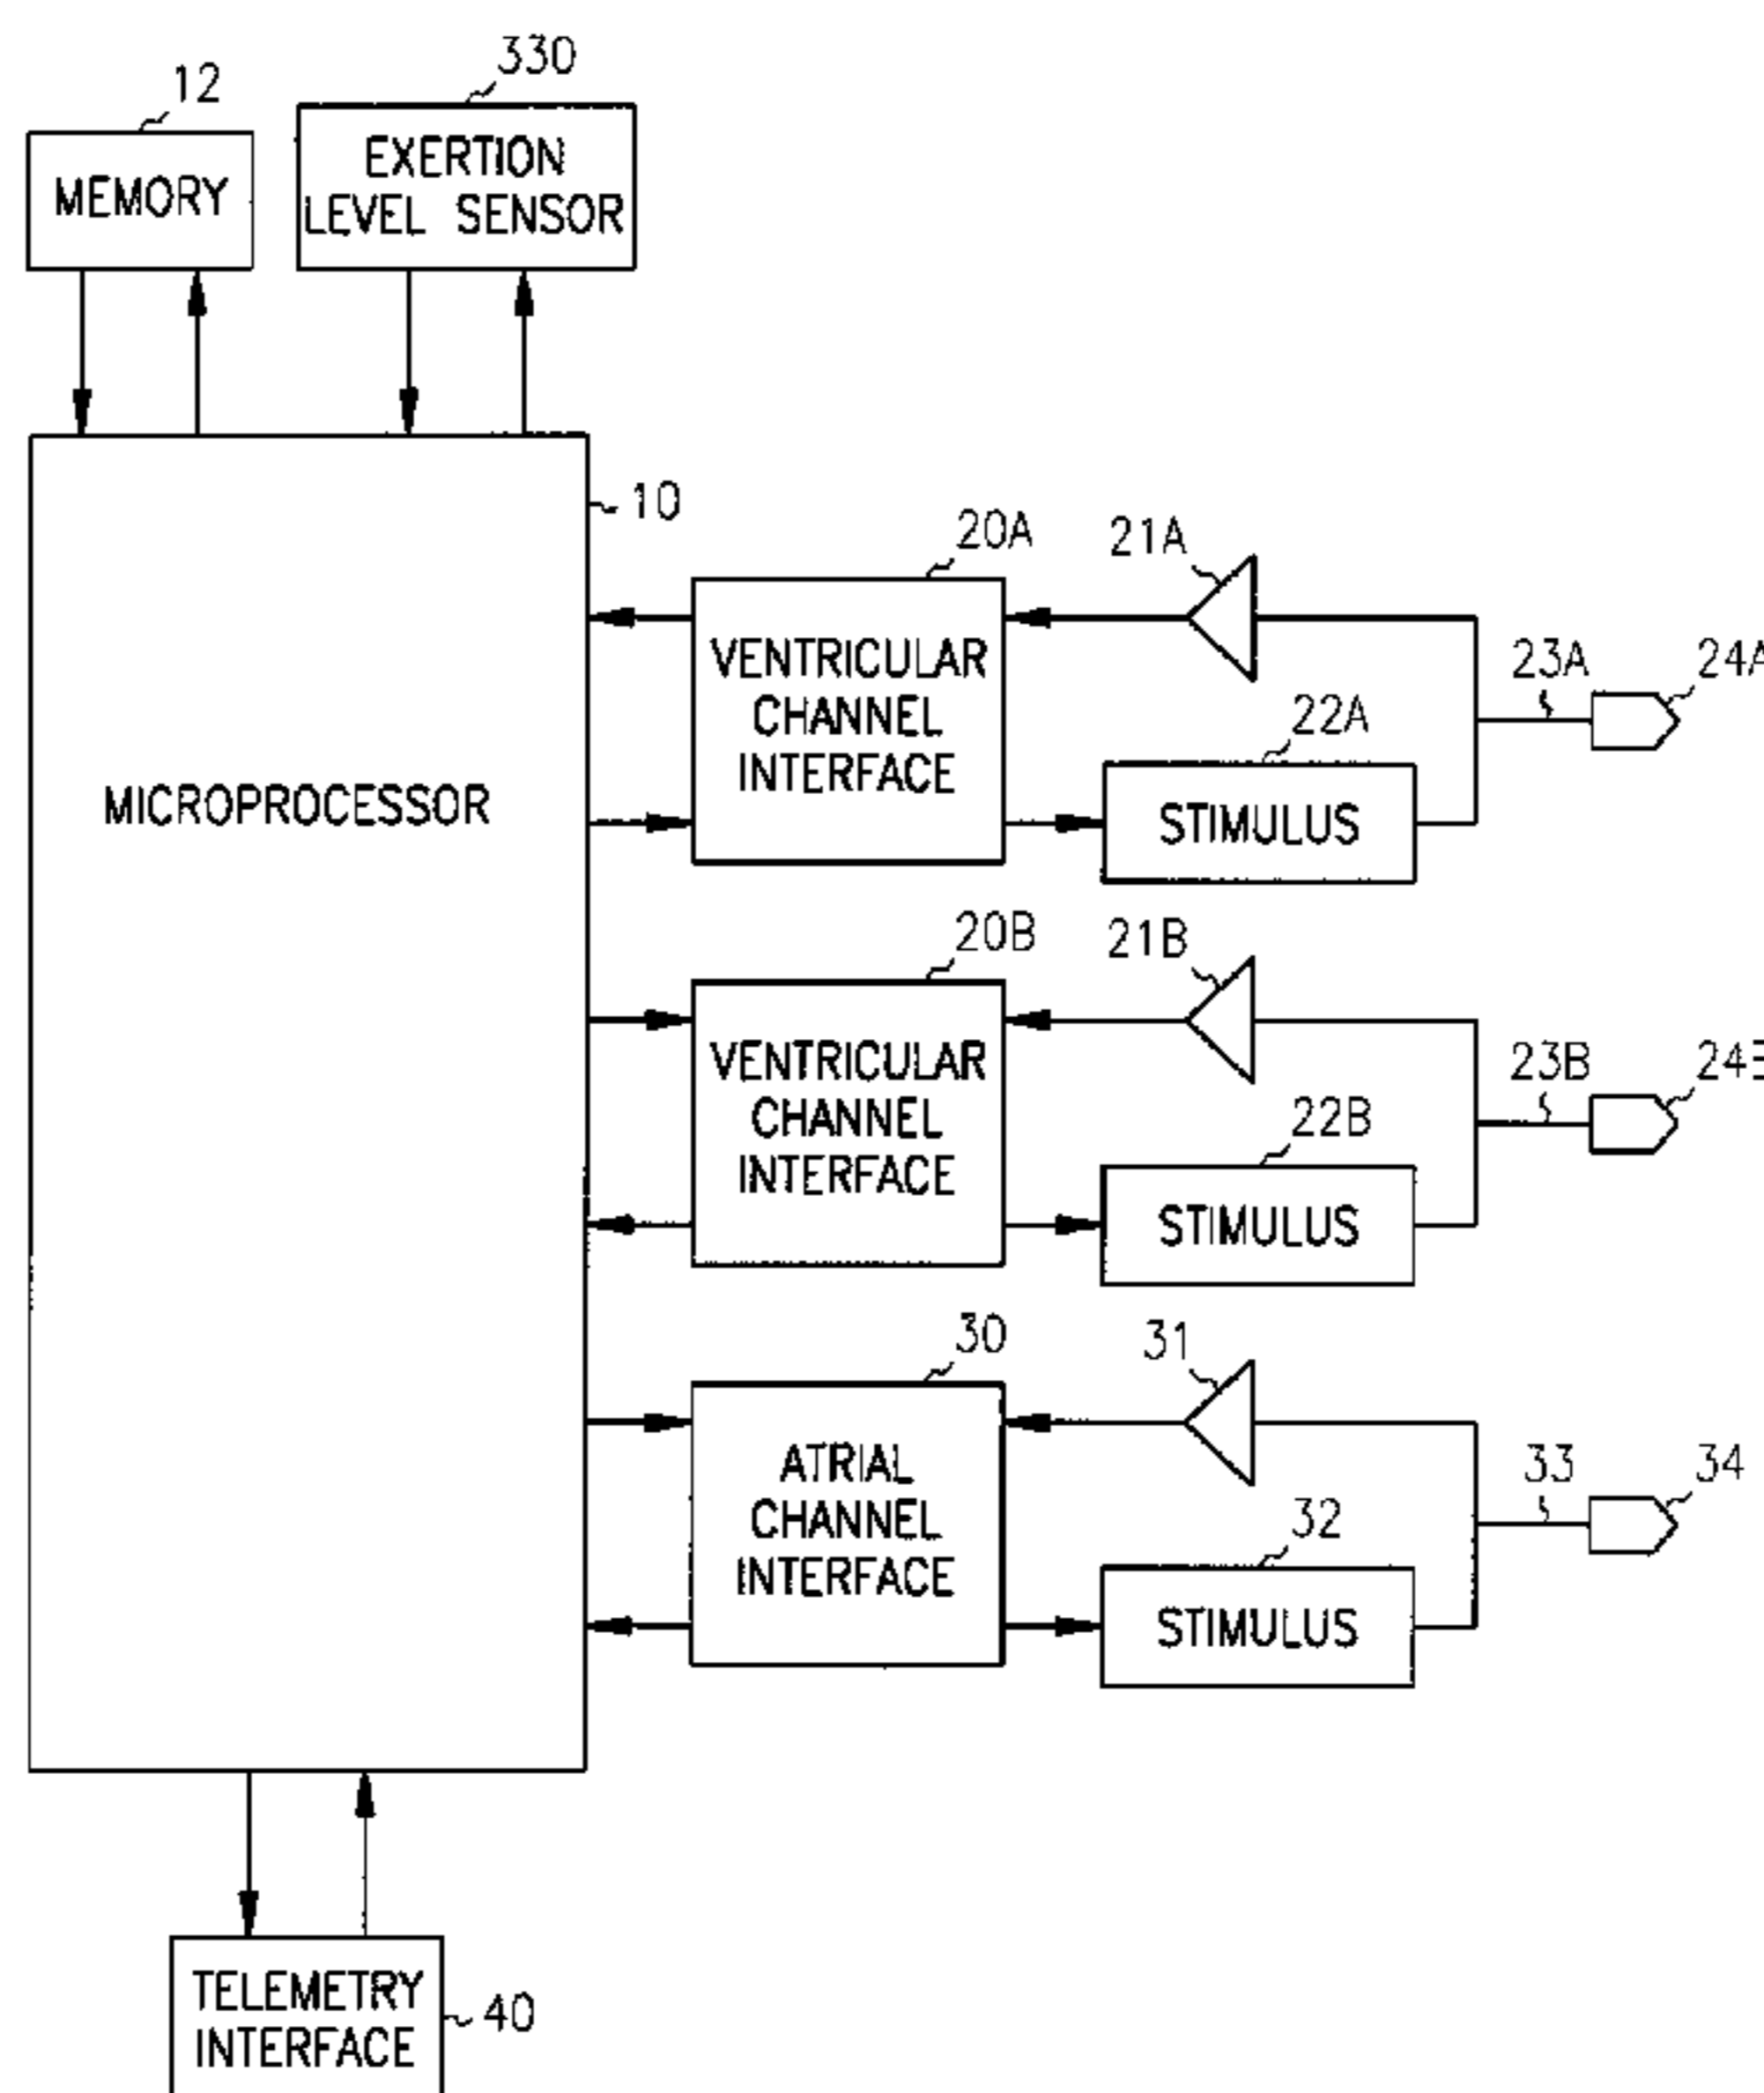 12
330
MEMORY
EXERTION
LEVEL SENSOR
10
MICROPROCESSOR
20A
21A
VENTRICULAR
CHANNEL
INTERFACE
22A
STIMULUS
23A
24A
20B
21B
VENTRICULAR
CHANNEL
INTERFACE
22B
STIMULUS
23B
30
31
ATRIAL
CHANNEL
INTERFACE
32
STIMULUS
33
34
TELEMETRY
INTERFACE
40